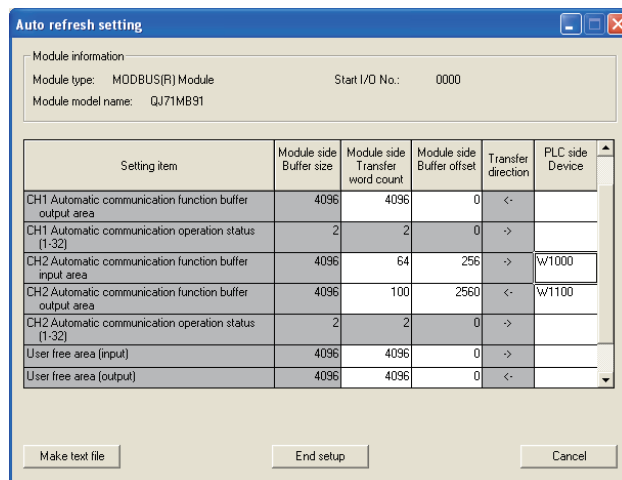 Auto refresh setting
Module information
Module type: MODBUS(R) Module Start I/O No.: 0000
Module model name: QJ71MB91
Setting item Module side Buffer size Module side Transfer word count Module side Buffer offset Transfer direction PLC side Device
CH1 Automatic communication function buffer output area 4096 4096 0 <-
CH1 Automatic communication operation status (1-32) 2 2 0 ->
CH2 Automatic communication function buffer input area 4096 64 256 -> W1000
CH2 Automatic communication function buffer output area 4096 100 2560 <- W1100
CH2 Automatic communication operation status (1-32) 2 2 0 ->
User free area (input) 4096 4096 0 ->
User free area (output) 4096 4096 0 <-
Make text file End setup Cancel